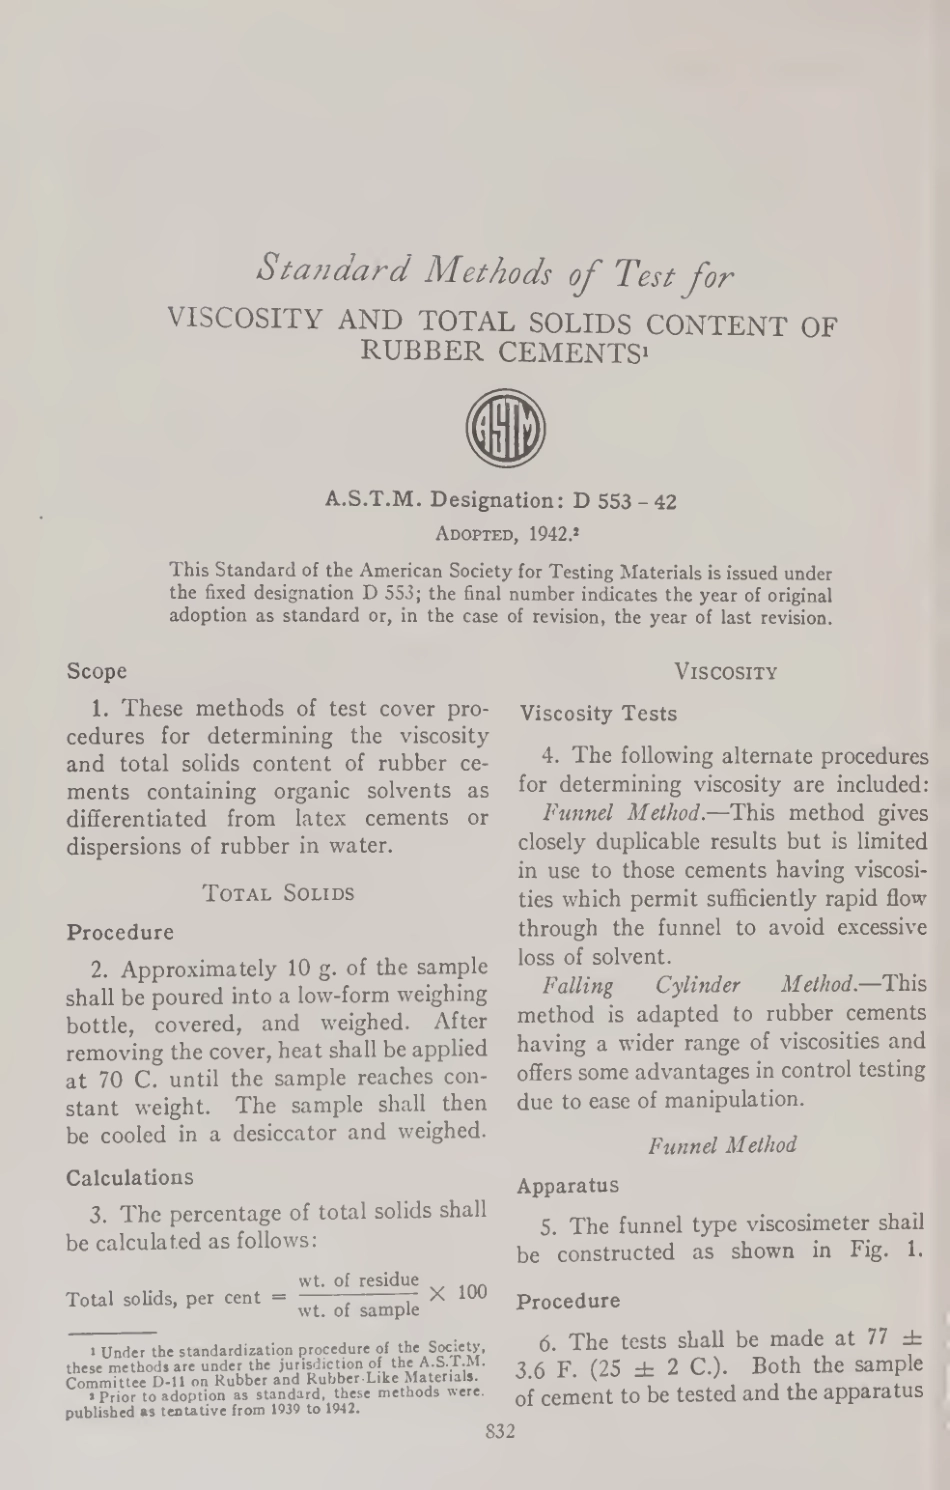 Standard Methods of Test for
VISCOSITY AND TOTAL SOLIDS CONTENT OF
RUBBER CEMENTS¹
ASTM
A.S.T.M. Designation: D 553 – 42
ADOPTED, 1942.²
This Standard of the American Society for Testing Materials is issued under
the fixed designation D 553; the final number indicates the year of original
adoption as standard or, in the case of revision, the year of last revision.
Scope
1. These methods of test cover pro-
cedures for determining the viscosity
and total solids content of rubber ce-
ments containing organic solvents as
differentiated from latex cements or
dispersions of rubber in water.
TOTAL SOLIDS
Procedure
2. Approximately 10 g. of the sample
shall be poured into a low-form weighing
bottle, covered, and weighed. After
removing the cover, heat shall be applied
at 70 C. until the sample reaches con-
stant weight. The sample shall then
be cooled in a desiccator and weighed.
Calculations
3. The percentage of total solids shall
be calculated as follows:
Total solids, per cent = wt. of residue / wt. of sample × 100
¹ Under the standardization procedure of the Society,
these methods are under the jurisdiction of the A.S.T.M.
Committee D-11 on Rubber and Rubber-Like Materials.
² Prior to adoption as standard, these methods were.
published as tentative from 1939 to 1942.
VISCOSITY
Viscosity Tests
4. The following alternate procedures
for determining viscosity are included:
Funnel Method.—This method gives
closely duplicable results but is limited
in use to those cements having viscosi-
ties which permit sufficiently rapid flow
through the funnel to avoid excessive
loss of solvent.
Falling Cylinder Method.—This
method is adapted to rubber cements
having a wider range of viscosities and
offers some advantages in control testing
due to ease of manipulation.
Funnel Method
Apparatus
5. The funnel type viscosimeter shall
be constructed as shown in Fig. 1.
Procedure
6. The tests shall be made at 77 ±
3.6 F. (25 ± 2 C.). Both the sample
of cement to be tested and the apparatus
832